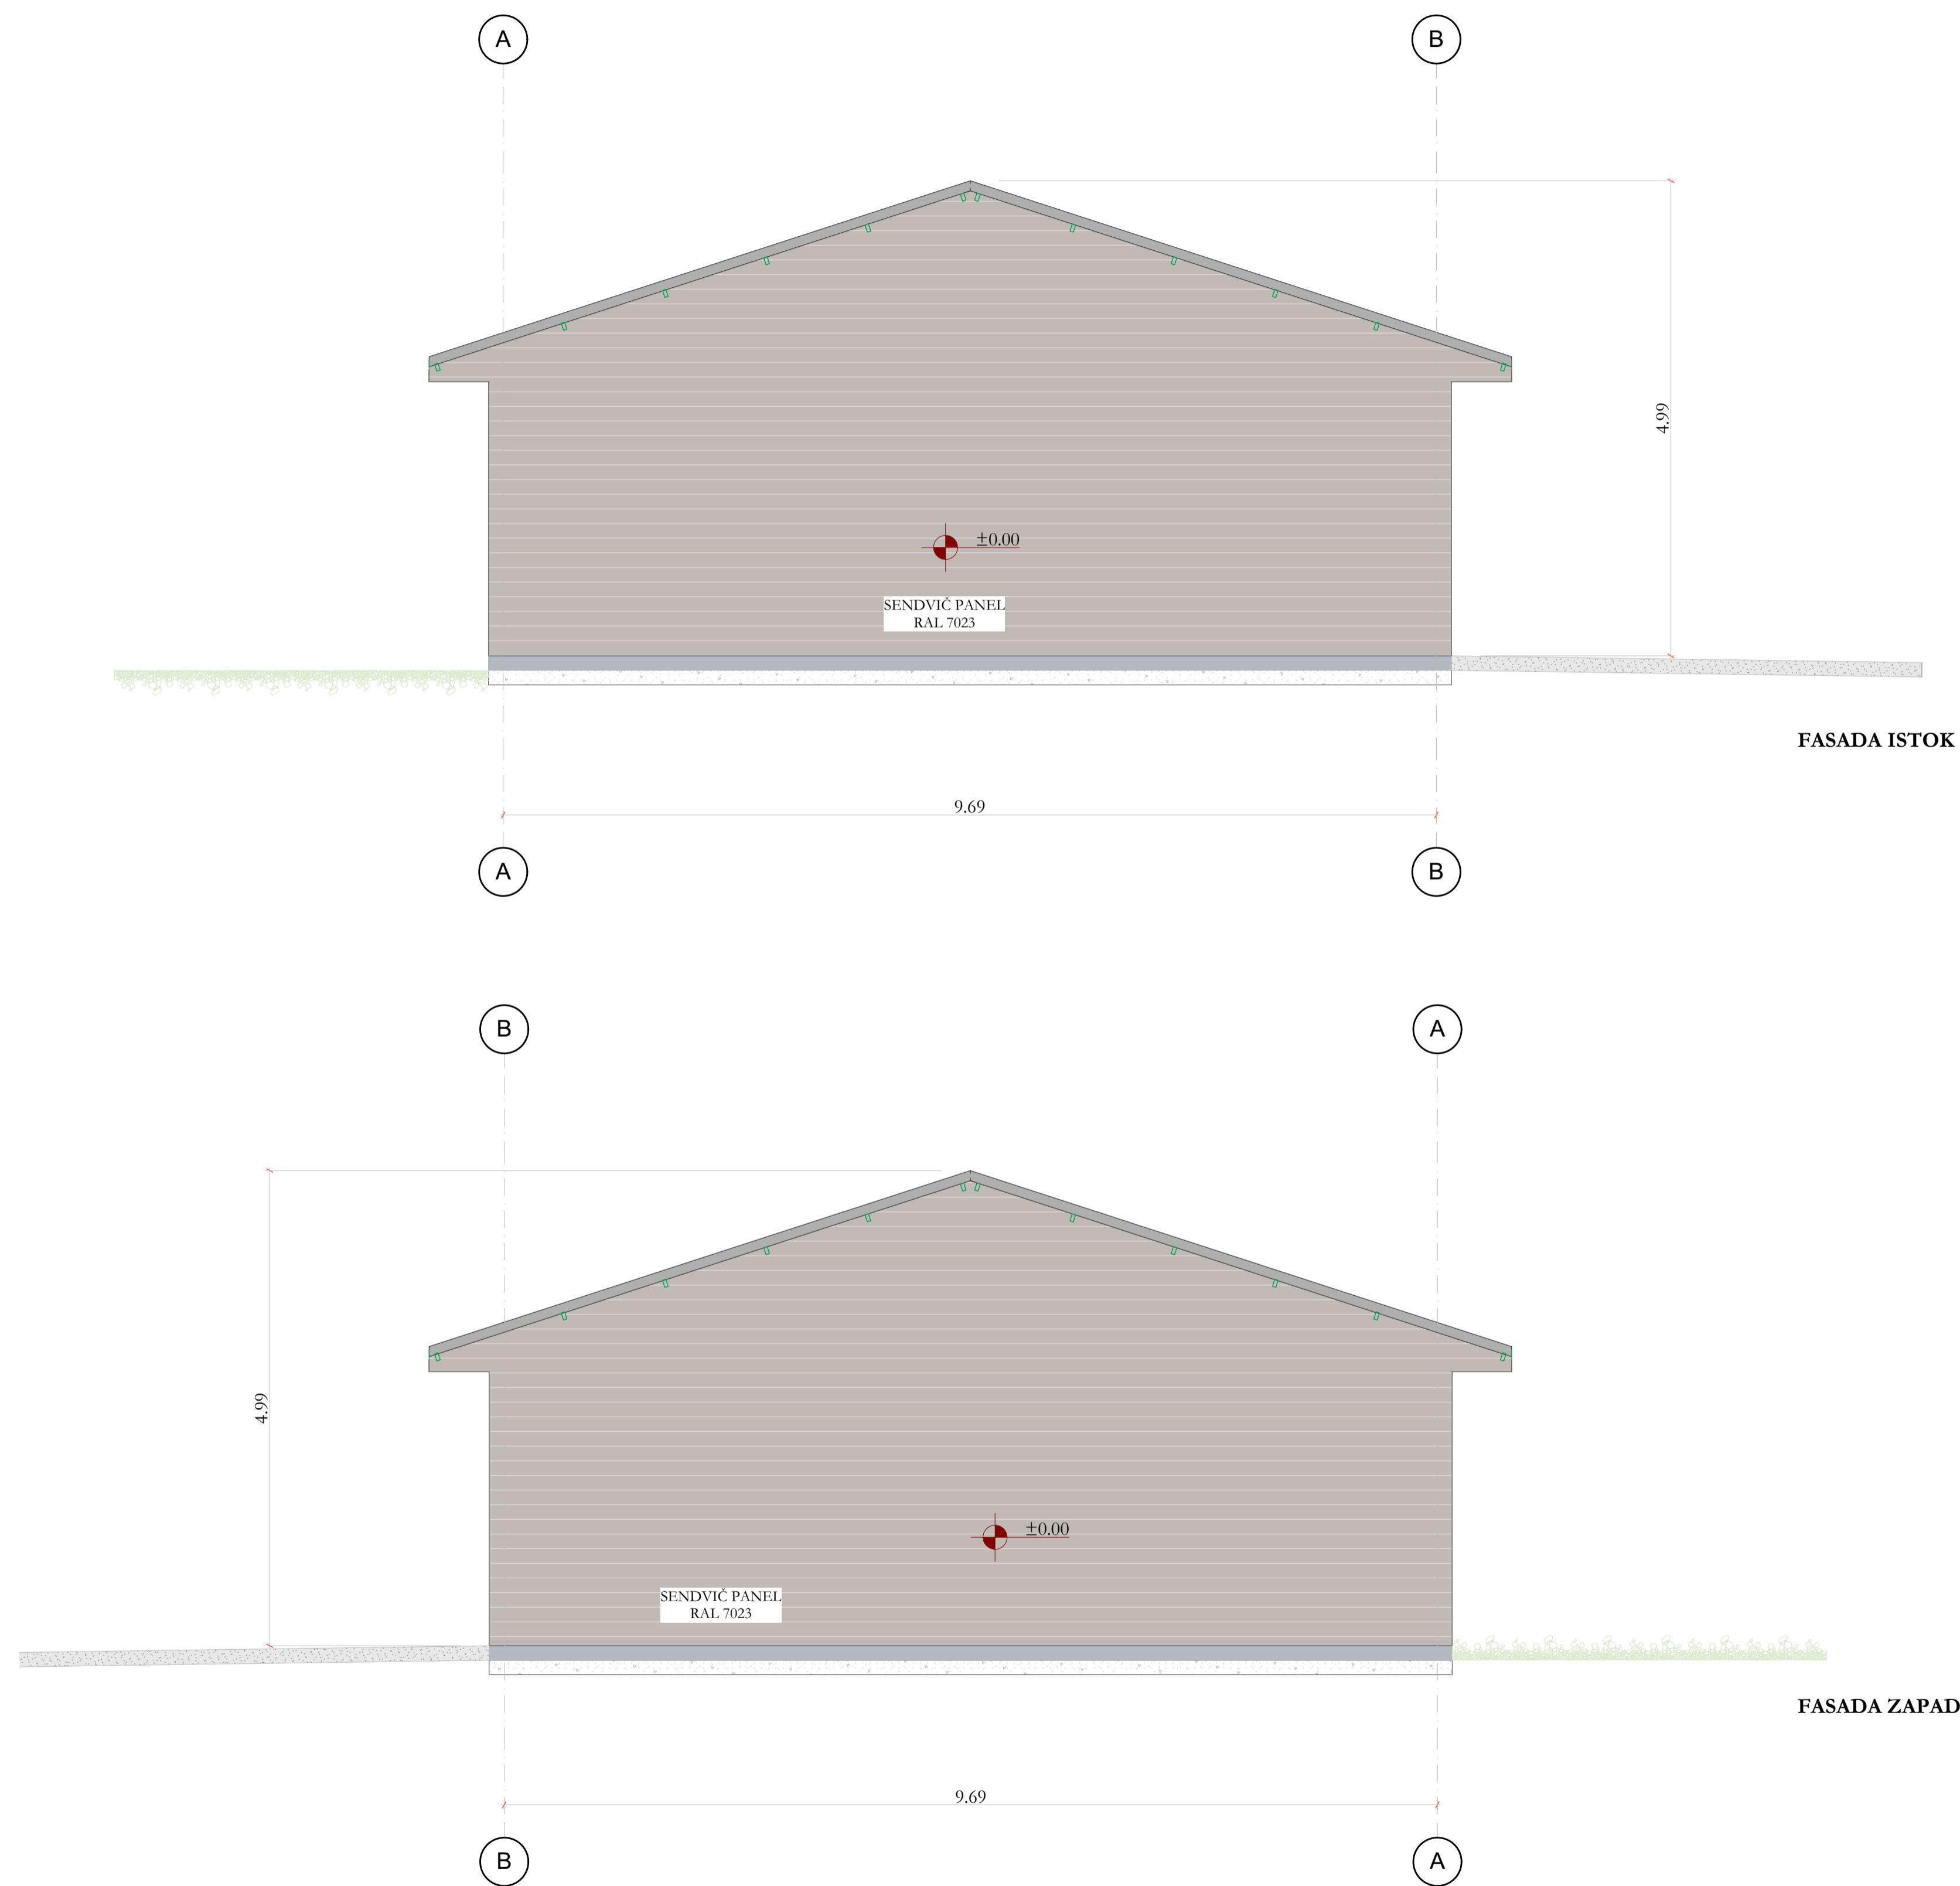 A
B
4.99
±0.00
SENDVIČ PANEL
RAL 7023
FASADA ISTOK
9.69
A
B
B
A
4.99
±0.00
SENDVIČ PANEL
RAL 7023
FASADA ZAPAD
9.69
B
A